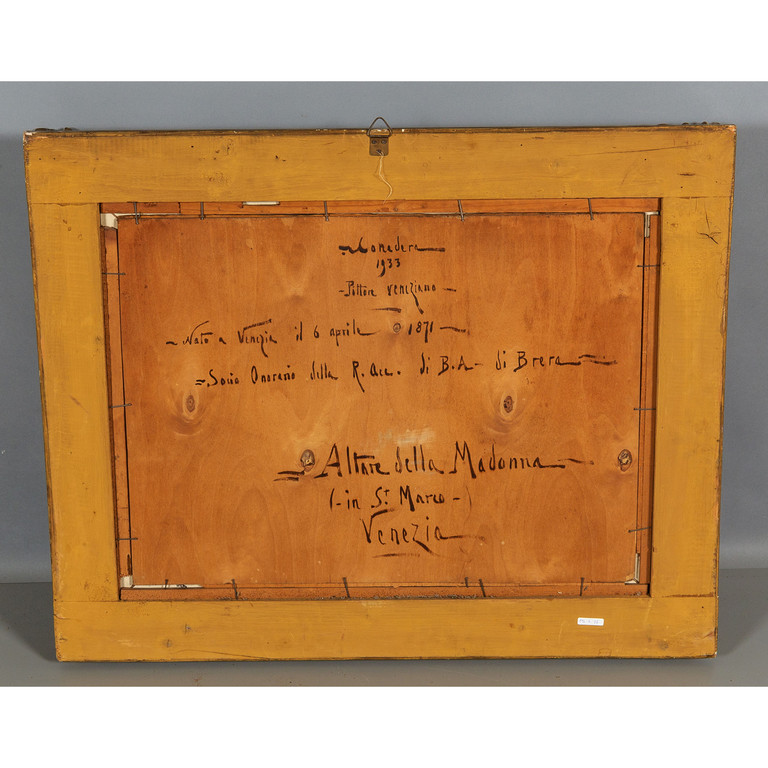 ~Conedera—
1933
-Pittore veneziano-
~Nato a Venezia il 6 aprile 1871~
=Socio Onorario della R. Acc. di B.A- di Brera=
=Altare della Madonna=
(-in St. Marco-)
Venezia